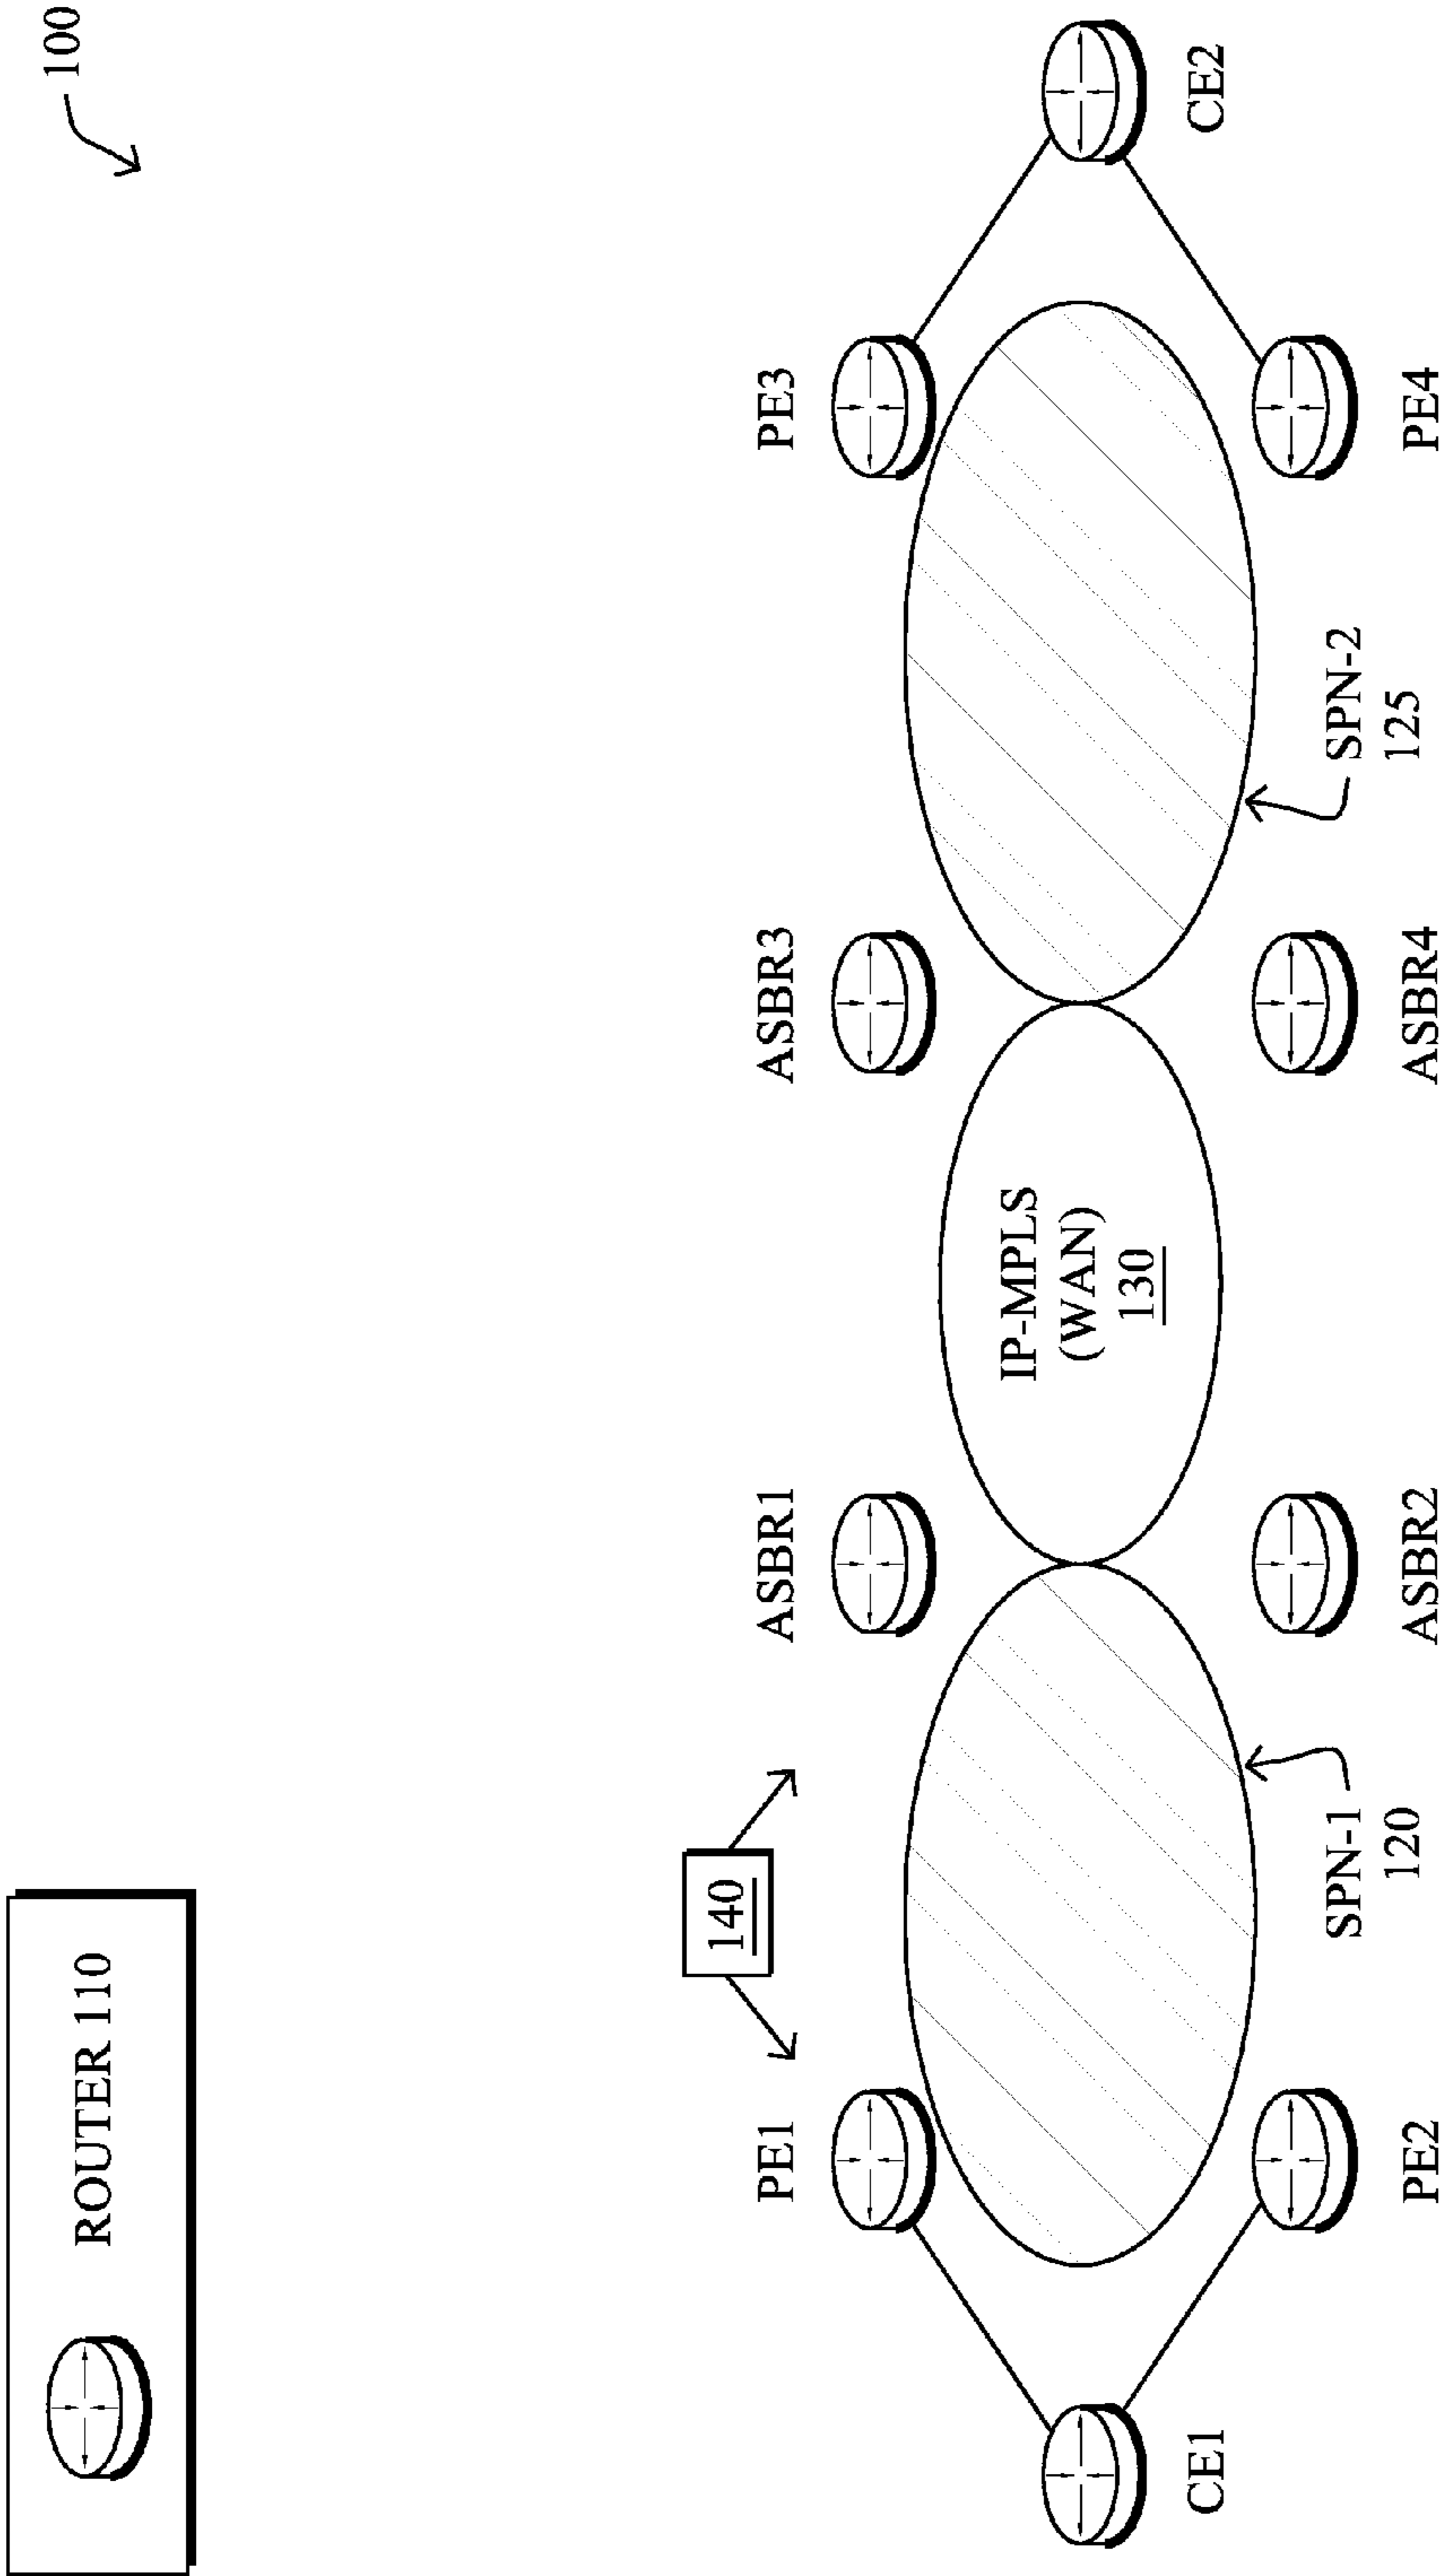 ROUTER 110
100
140
PE1
ASBR1
ASBR3
PE3
CE1
IP-MPLS
(WAN)
130
CE2
SPN-1
120
SPN-2
125
PE2
ASBR2
ASBR4
PE4